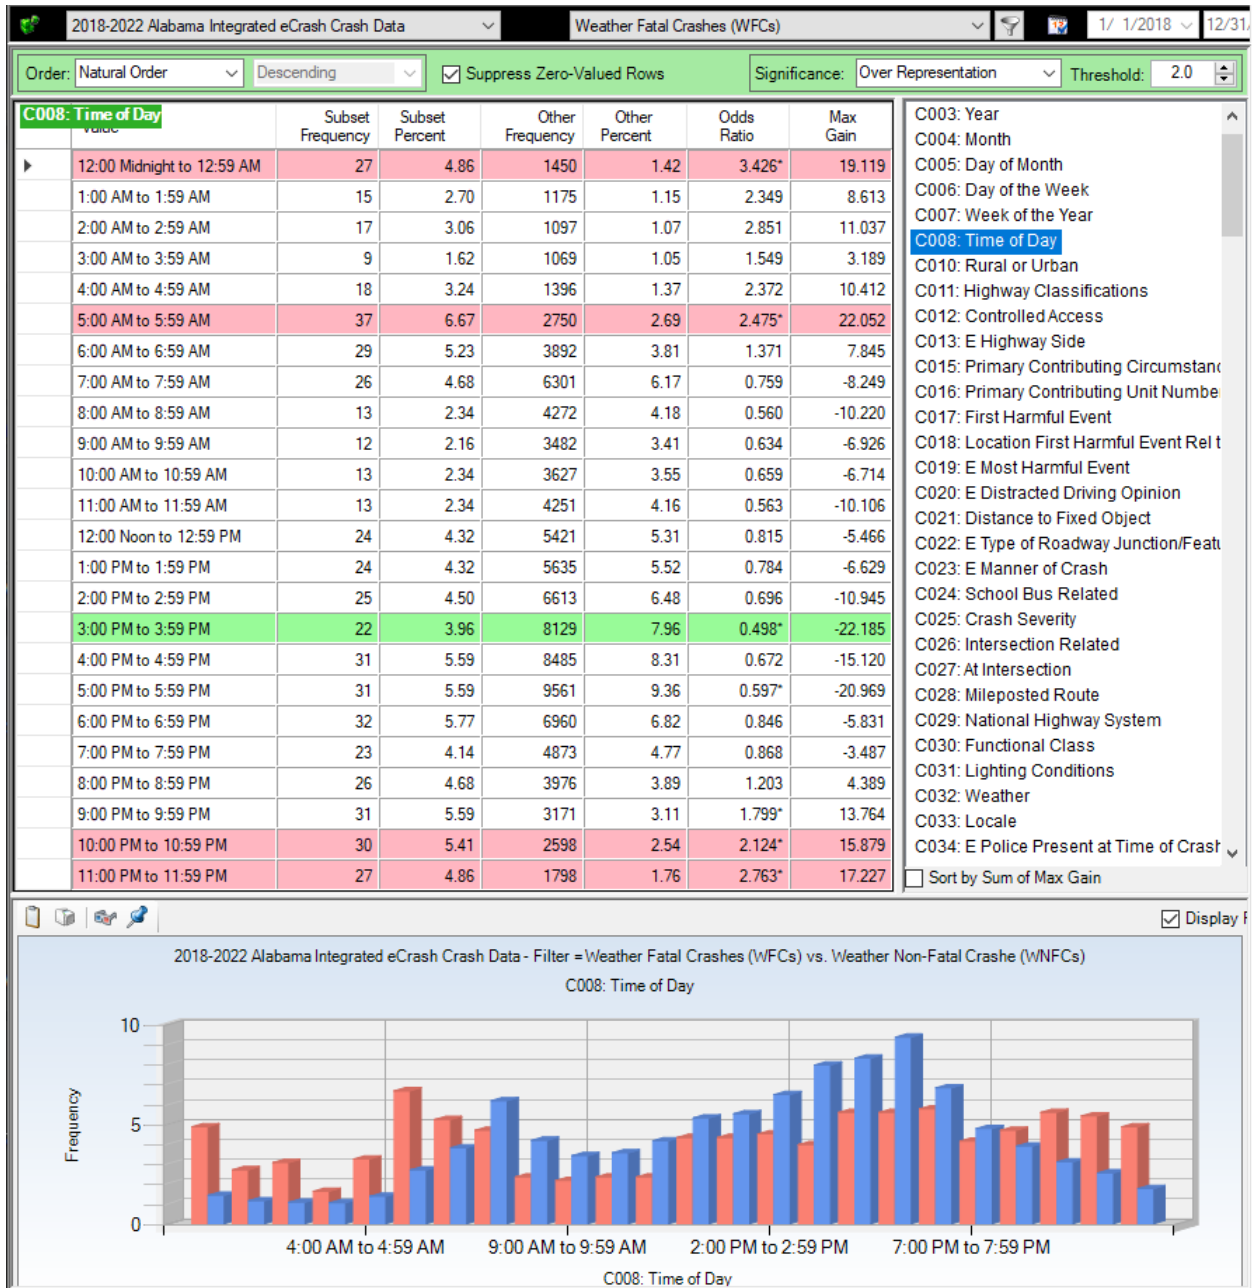 2018-2022 Alabama Integrated eCrash Crash Data Weather Fatal Crashes (WFCs) 1/ 1/2018 12/31/
Order: Natural Order Descending Suppress Zero-Valued Rows Significance: Over Representation Threshold: 2.0
C008: Time of Day Subset Frequency Subset Percent Other Frequency Other Percent Odds Ratio Max Gain
12:00 Midnight to 12:59 AM 27 4.86 1450 1.42 3.426* 19.119
1:00 AM to 1:59 AM 15 2.70 1175 1.15 2.349 8.613
2:00 AM to 2:59 AM 17 3.06 1097 1.07 2.851 11.037
3:00 AM to 3:59 AM 9 1.62 1069 1.05 1.549 3.189
4:00 AM to 4:59 AM 18 3.24 1396 1.37 2.372 10.412
5:00 AM to 5:59 AM 37 6.67 2750 2.69 2.475* 22.052
6:00 AM to 6:59 AM 29 5.23 3892 3.81 1.371 7.845
7:00 AM to 7:59 AM 26 4.68 6301 6.17 0.759 -8.249
8:00 AM to 8:59 AM 13 2.34 4272 4.18 0.560 -10.220
9:00 AM to 9:59 AM 12 2.16 3482 3.41 0.634 -6.926
10:00 AM to 10:59 AM 13 2.34 3627 3.55 0.659 -6.714
11:00 AM to 11:59 AM 13 2.34 4251 4.16 0.563 -10.106
12:00 Noon to 12:59 PM 24 4.32 5421 5.31 0.815 -5.466
1:00 PM to 1:59 PM 24 4.32 5635 5.52 0.784 -6.629
2:00 PM to 2:59 PM 25 4.50 6613 6.48 0.696 -10.945
3:00 PM to 3:59 PM 22 3.96 8129 7.96 0.498* -22.185
4:00 PM to 4:59 PM 31 5.59 8485 8.31 0.672 -15.120
5:00 PM to 5:59 PM 31 5.59 9561 9.36 0.597* -20.969
6:00 PM to 6:59 PM 32 5.77 6960 6.82 0.846 -5.831
7:00 PM to 7:59 PM 23 4.14 4873 4.77 0.868 -3.487
8:00 PM to 8:59 PM 26 4.68 3976 3.89 1.203 4.389
9:00 PM to 9:59 PM 31 5.59 3171 3.11 1.799* 13.764
10:00 PM to 10:59 PM 30 5.41 2598 2.54 2.124* 15.879
11:00 PM to 11:59 PM 27 4.86 1798 1.76 2.763* 17.227
C003: Year
C004: Month
C005: Day of Month
C006: Day of the Week
C007: Week of the Year
C008: Time of Day
C010: Rural or Urban
C011: Highway Classifications
C012: Controlled Access
C013: E Highway Side
C015: Primary Contributing Circumstanc
C016: Primary Contributing Unit Number
C017: First Harmful Event
C018: Location First Harmful Event Rel t
C019: E Most Harmful Event
C020: E Distracted Driving Opinion
C021: Distance to Fixed Object
C022: E Type of Roadway Junction/Featu
C023: E Manner of Crash
C024: School Bus Related
C025: Crash Severity
C026: Intersection Related
C027: At Intersection
C028: Mileposted Route
C029: National Highway System
C030: Functional Class
C031: Lighting Conditions
C032: Weather
C033: Locale
C034: E Police Present at Time of Crash
Sort by Sum of Max Gain
Display
2018-2022 Alabama Integrated eCrash Crash Data - Filter = Weather Fatal Crashes (WFCs) vs. Weather Non-Fatal Crashe (WNFCs)
C008: Time of Day
Frequency
10
5
0
4:00 AM to 4:59 AM 9:00 AM to 9:59 AM 2:00 PM to 2:59 PM 7:00 PM to 7:59 PM
C008: Time of Day